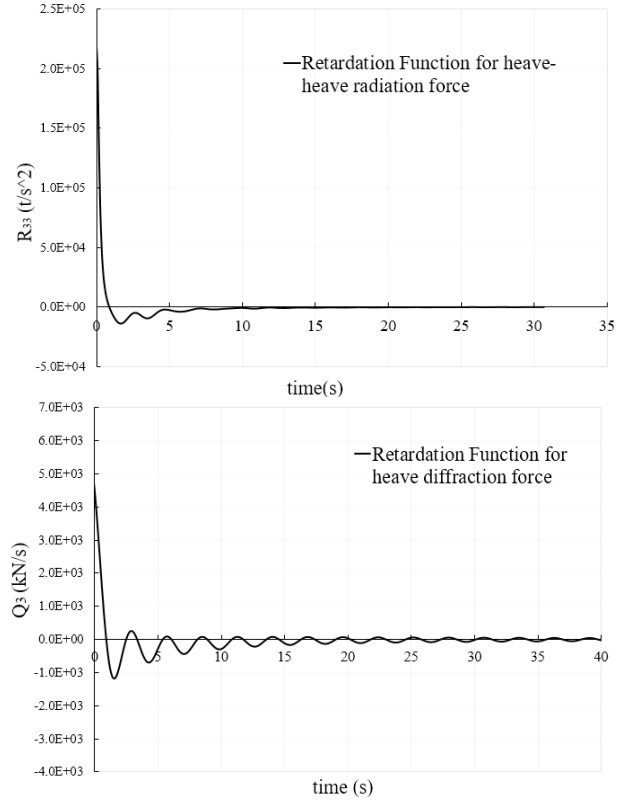 2.5E+05
2.0E+05
1.5E+05
1.0E+05
5.0E+04
0.0E+00
-5.0E+04
R33 (t/s^2)
Retardation Function for heave-
heave radiation force
0 5 10 15 20 25 30 35
time(s)
7.0E+03
6.0E+03
5.0E+03
4.0E+03
3.0E+03
2.0E+03
1.0E+03
0.0E+00
-1.0E+03
-2.0E+03
-3.0E+03
-4.0E+03
Q3 (kN/s)
Retardation Function for
heave diffraction force
0 5 10 15 20 25 30 35 40
time (s)